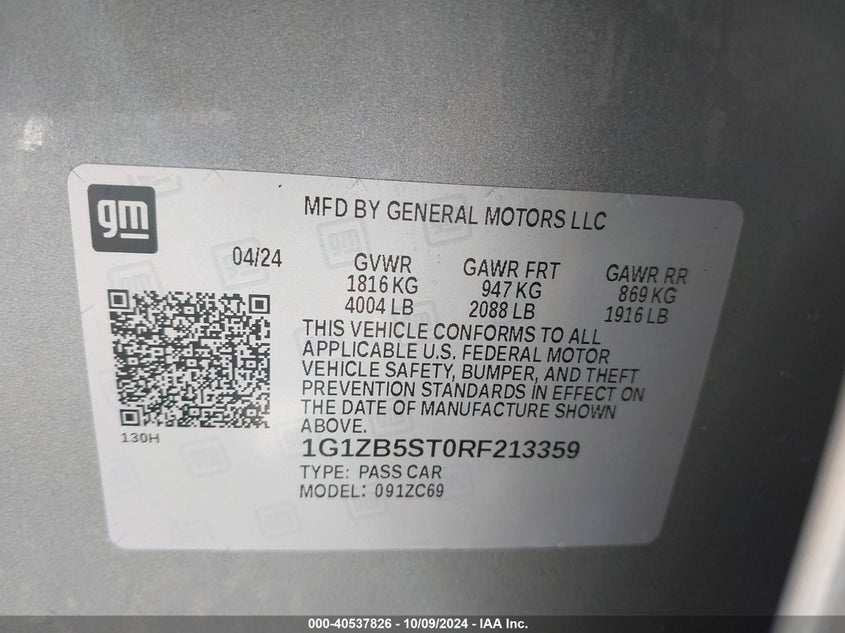 gm
MFD BY GENERAL MOTORS LLC
04/24
GVWR GAWR FRT GAWR RR
1816 KG 947 KG 869 KG
4004 LB 2088 LB 1916 LB
THIS VEHICLE CONFORMS TO ALL
APPLICABLE U.S. FEDERAL MOTOR
VEHICLE SAFETY, BUMPER, AND THEFT
PREVENTION STANDARDS IN EFFECT ON
THE DATE OF MANUFACTURE SHOWN
ABOVE.
130H
1G1ZB5ST0RF213359
TYPE: PASS CAR
MODEL: 091ZC69
000-40537826 - 10/09/2024 - IAA Inc.